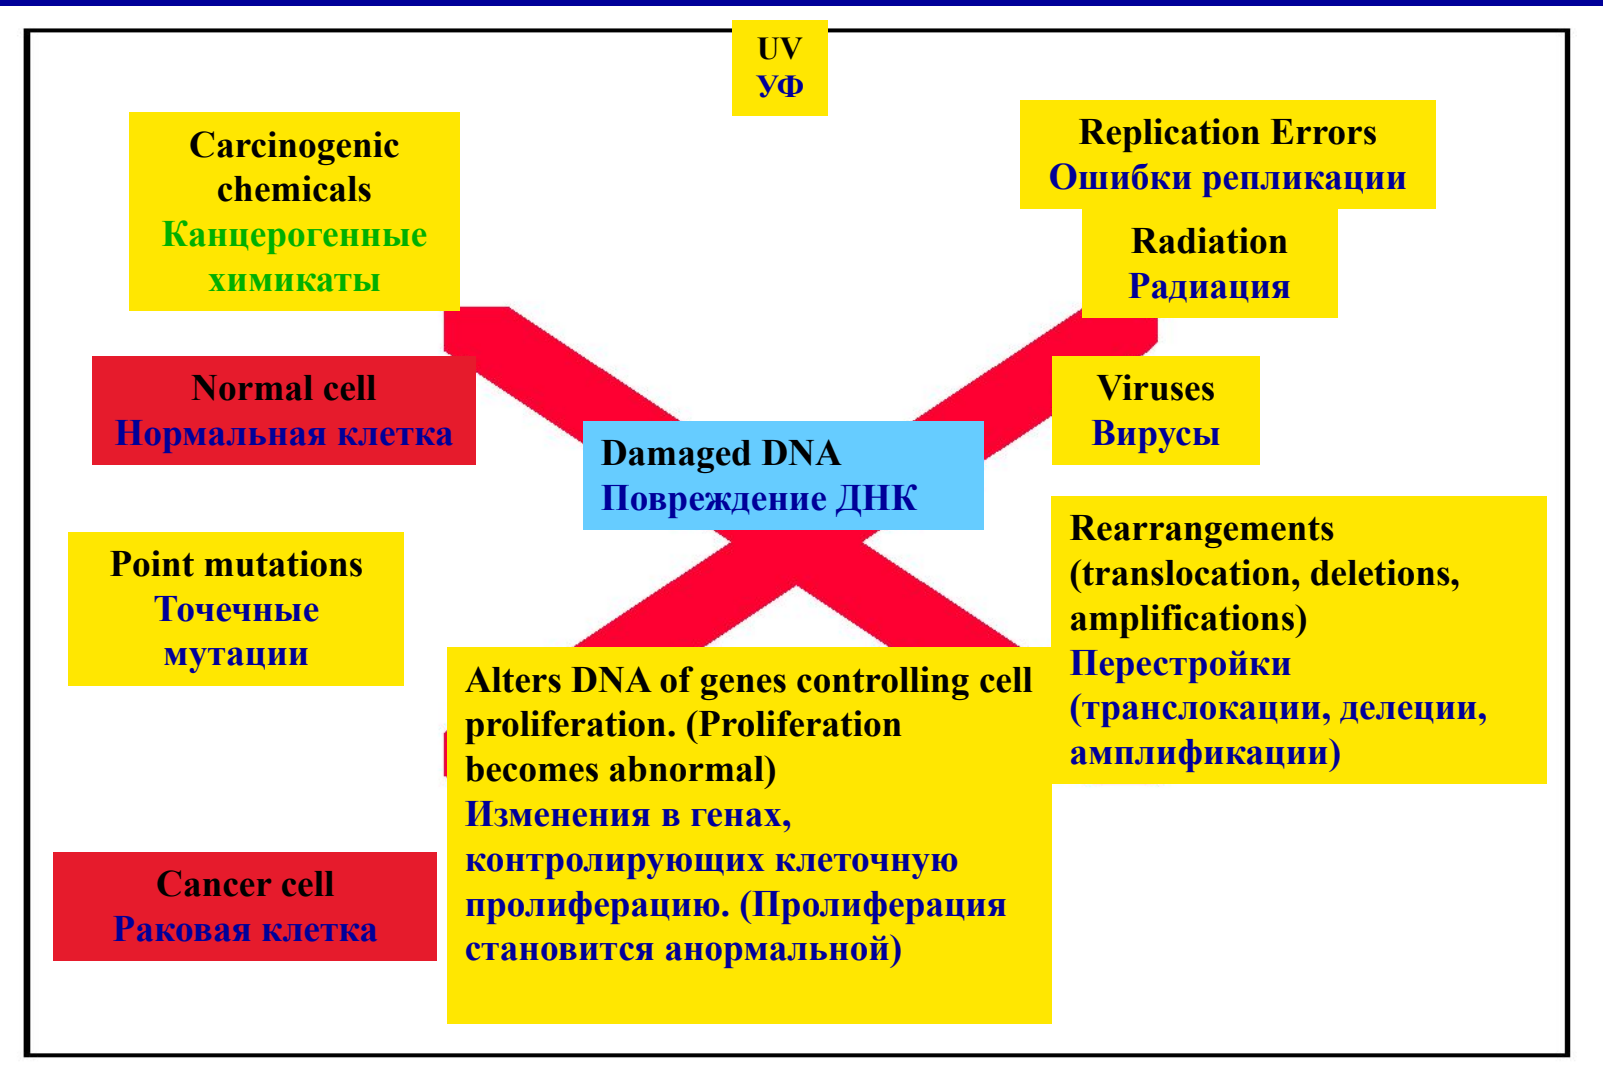 UV
УФ
Carcinogenic
chemicals
Канцерогенные
химикаты
Replication Errors
Ошибки репликации
Radiation
Радиация
Normal cell
Нормальная клетка
Viruses
Вирусы
Damaged DNA
Повреждение ДНК
Point mutations
Точечные
мутации
Rearrangements
(translocation, deletions,
amplifications)
Перестройки
(транслокации, делеции,
амплификации)
Alters DNA of genes controlling cell
proliferation. (Proliferation
becomes abnormal)
Изменения в генах,
контролирующих клеточную
пролиферацию. (Пролиферация
становится анормальной)
Cancer cell
Раковая клетка